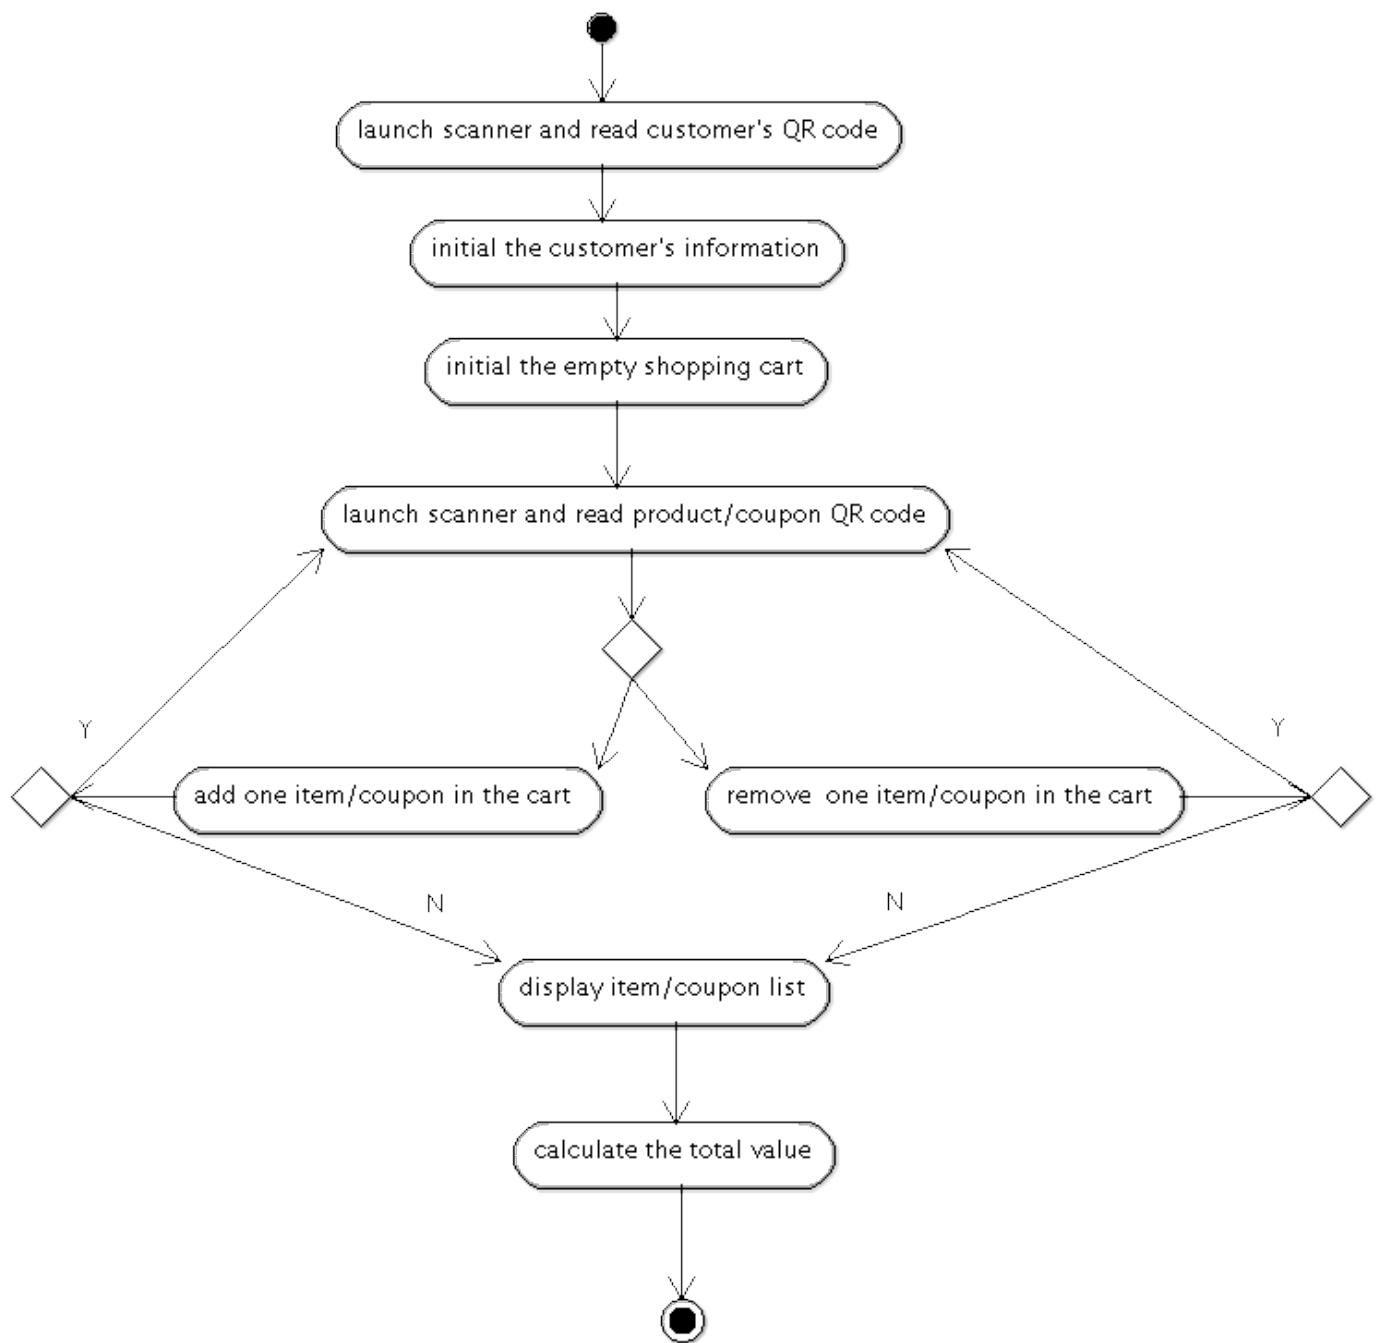 launch scanner and read customer's QR code
initial the customer's information
initial the empty shopping cart
launch scanner and read product/coupon QR code
Y
Y
add one item/coupon in the cart
remove one item/coupon in the cart
N
N
display item/coupon list
calculate the total value